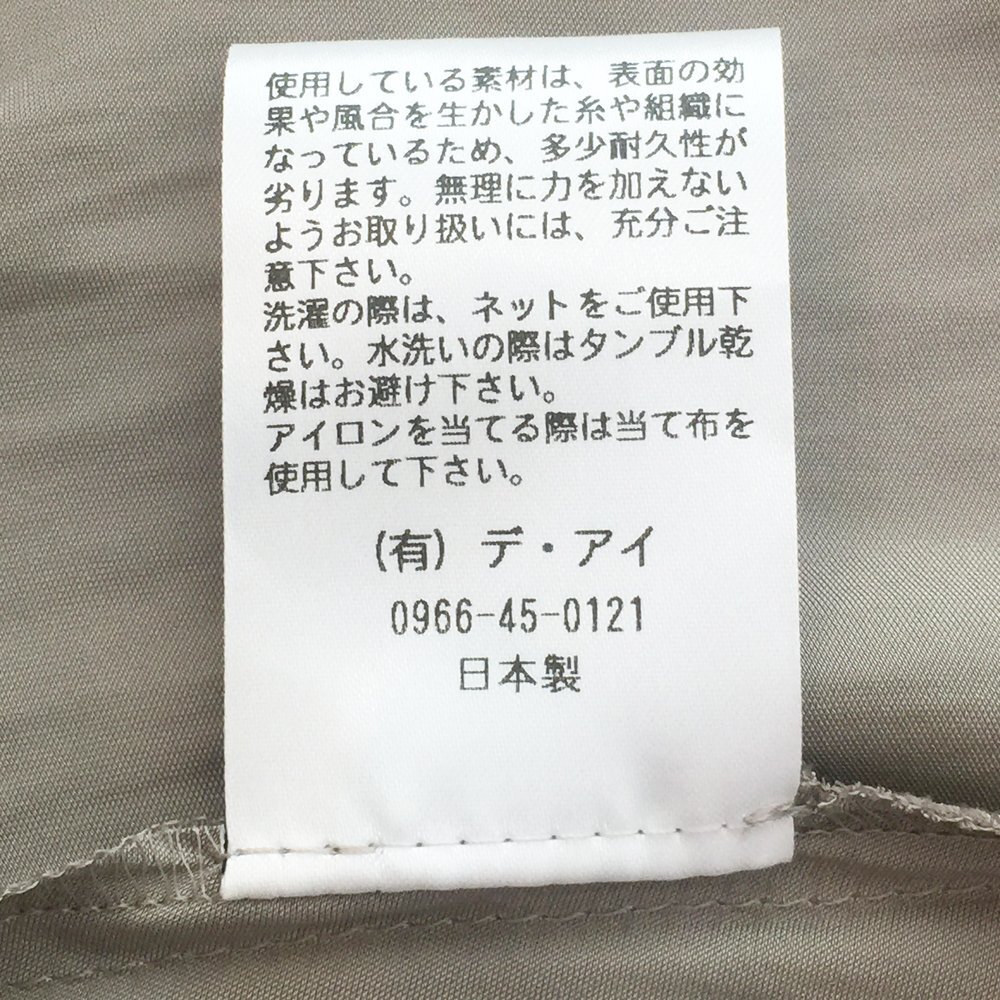 使用している素材は、表面の効
果や風合を生かした糸や組織に
なっているため、多少耐久性が
劣ります。無理に力を加えない
ようお取り扱いには、充分ご注
意下さい。
洗濯の際は、ネットをご使用下
さい。水洗いの際はタンブル乾
燥はお避け下さい。
アイロンを当てる際は当て布を
使用して下さい。
(有) デ・アイ
0966-45-0121
日本製